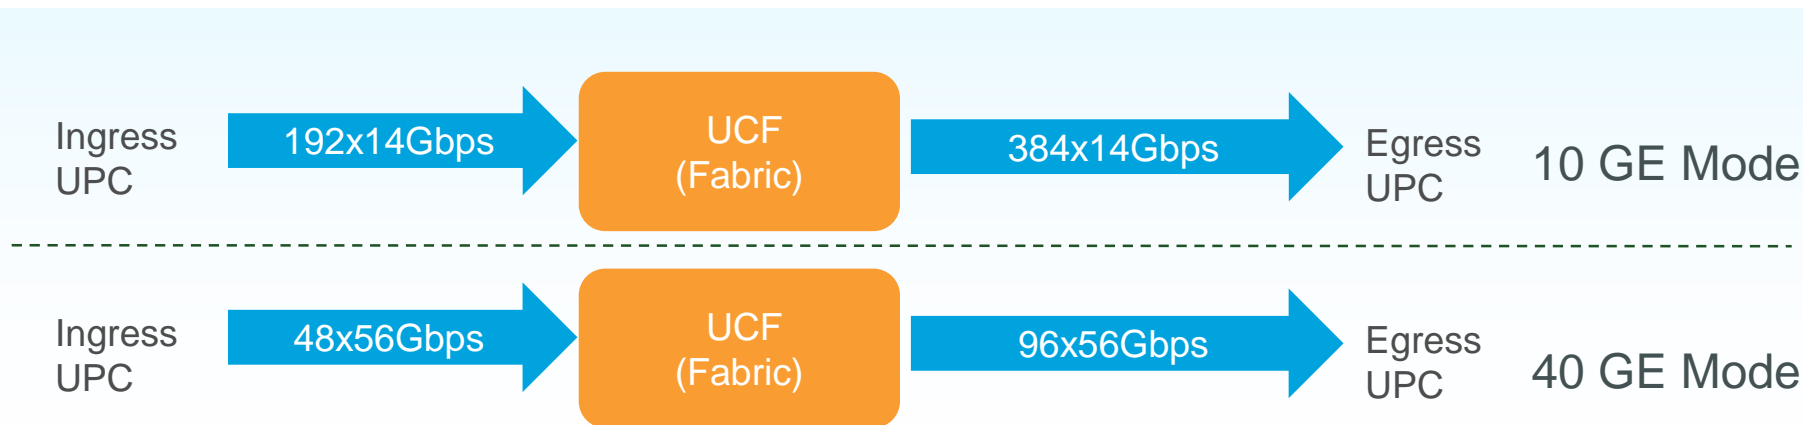 Ingress
UPC
192x14Gbps
UCF
(Fabric)
384x14Gbps
Egress
UPC
10 GE Mode
Ingress
UPC
48x56Gbps
UCF
(Fabric)
96x56Gbps
Egress
UPC
40 GE Mode